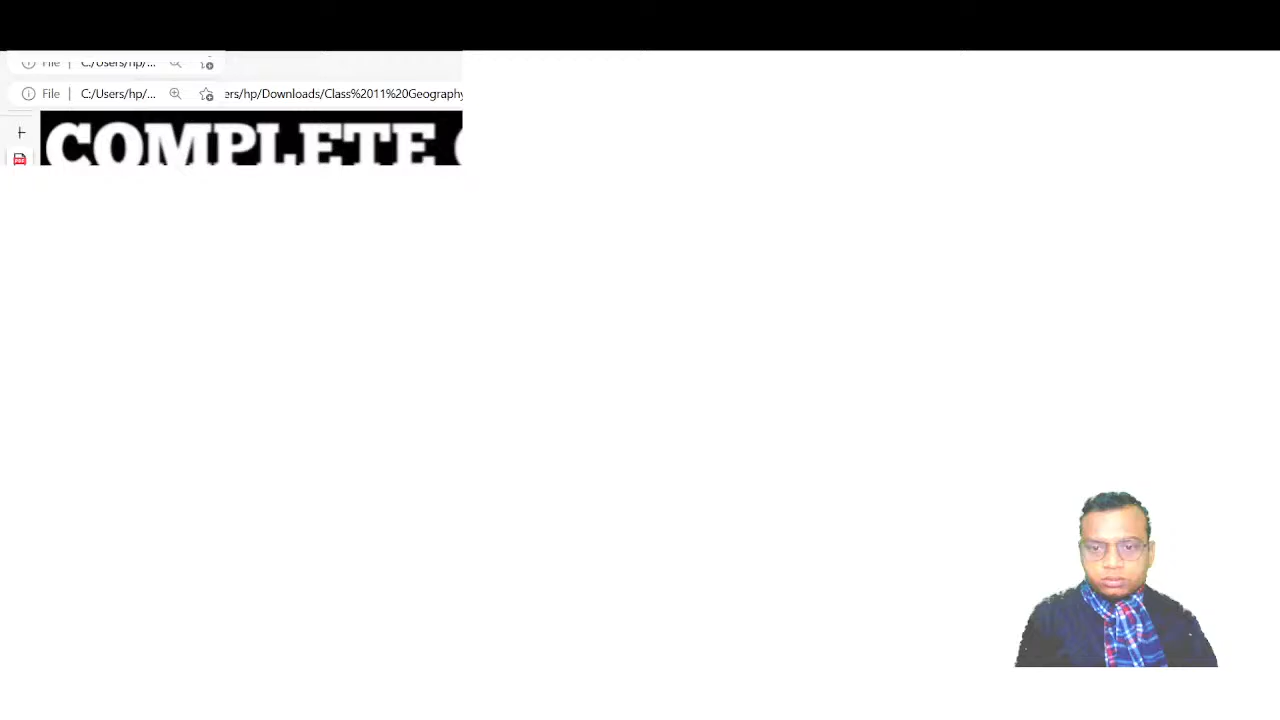 File | C:/Users/hp/...
File | C:/Users/hp/... ers/hp/Downloads/Class%2011%20Geography
COMPLETE